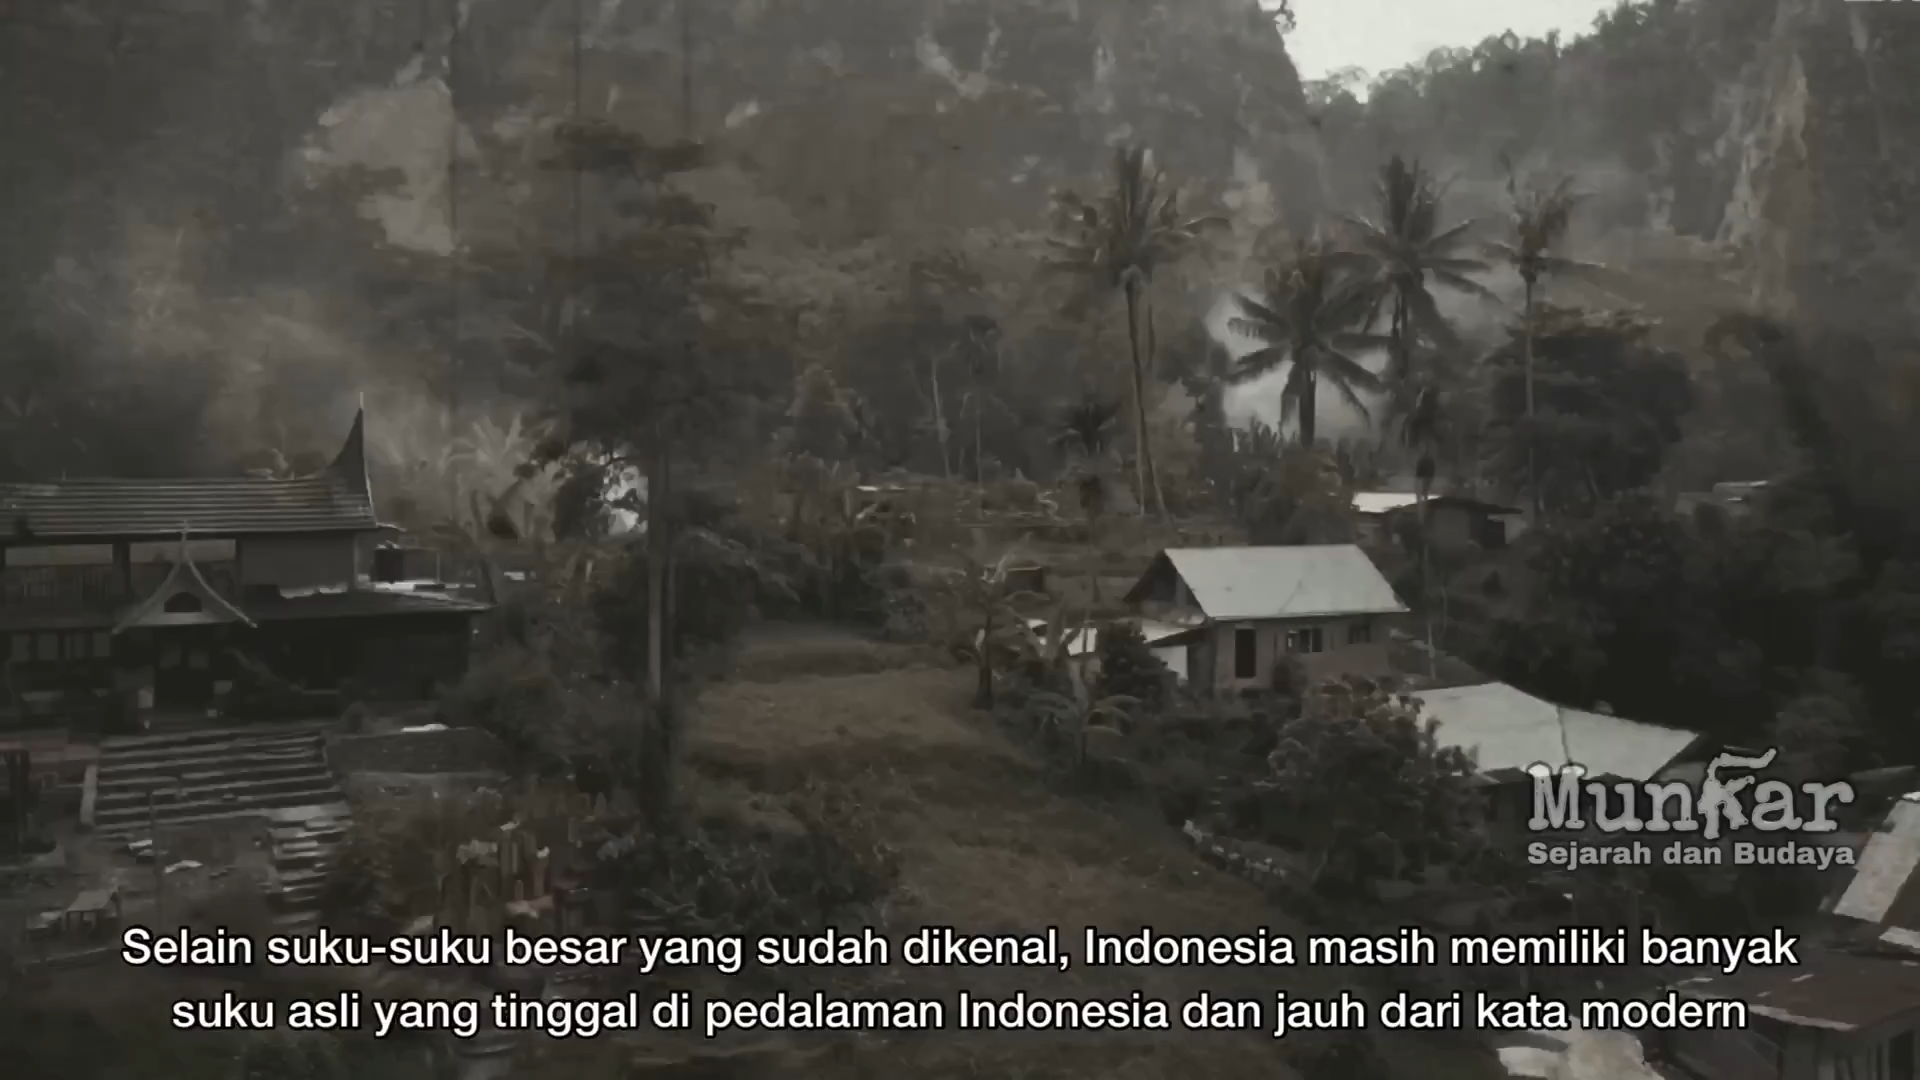 Munkar
Sejarah dan Budaya
Selain suku-suku besar yang sudah dikenal, Indonesia masih memiliki banyak
suku asli yang tinggal di pedalaman Indonesia dan jauh dari kata modern